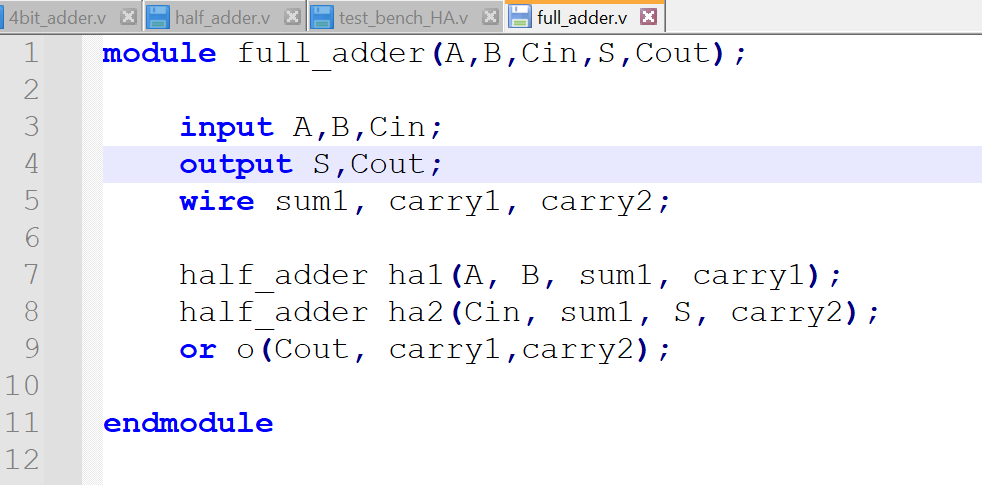 4bit_adder.v half_adder.v test_bench_HA.v full_adder.v
1 module full_adder(A,B,Cin,S,Cout);
2
3 input A,B,Cin;
4 output S,Cout;
5 wire sum1, carry1, carry2;
6
7 half_adder ha1(A, B, sum1, carry1);
8 half_adder ha2(Cin, sum1, S, carry2);
9 or o(Cout, carry1,carry2);
10
11 endmodule
12